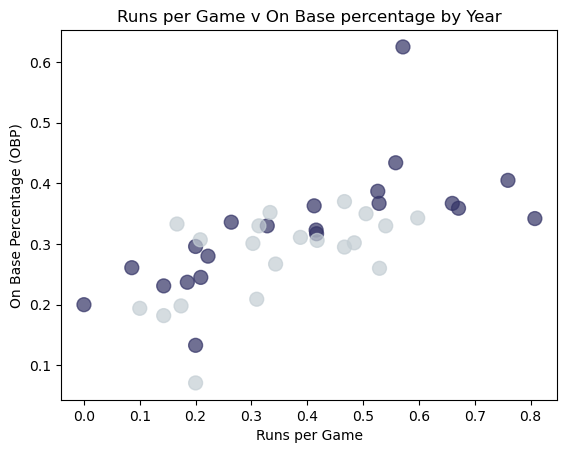 Runs per Game v On Base percentage by Year
On Base Percentage (OBP)
0.6
0.5
0.4
0.3
0.2
0.1
0.0 0.1 0.2 0.3 0.4 0.5 0.6 0.7 0.8
Runs per Game